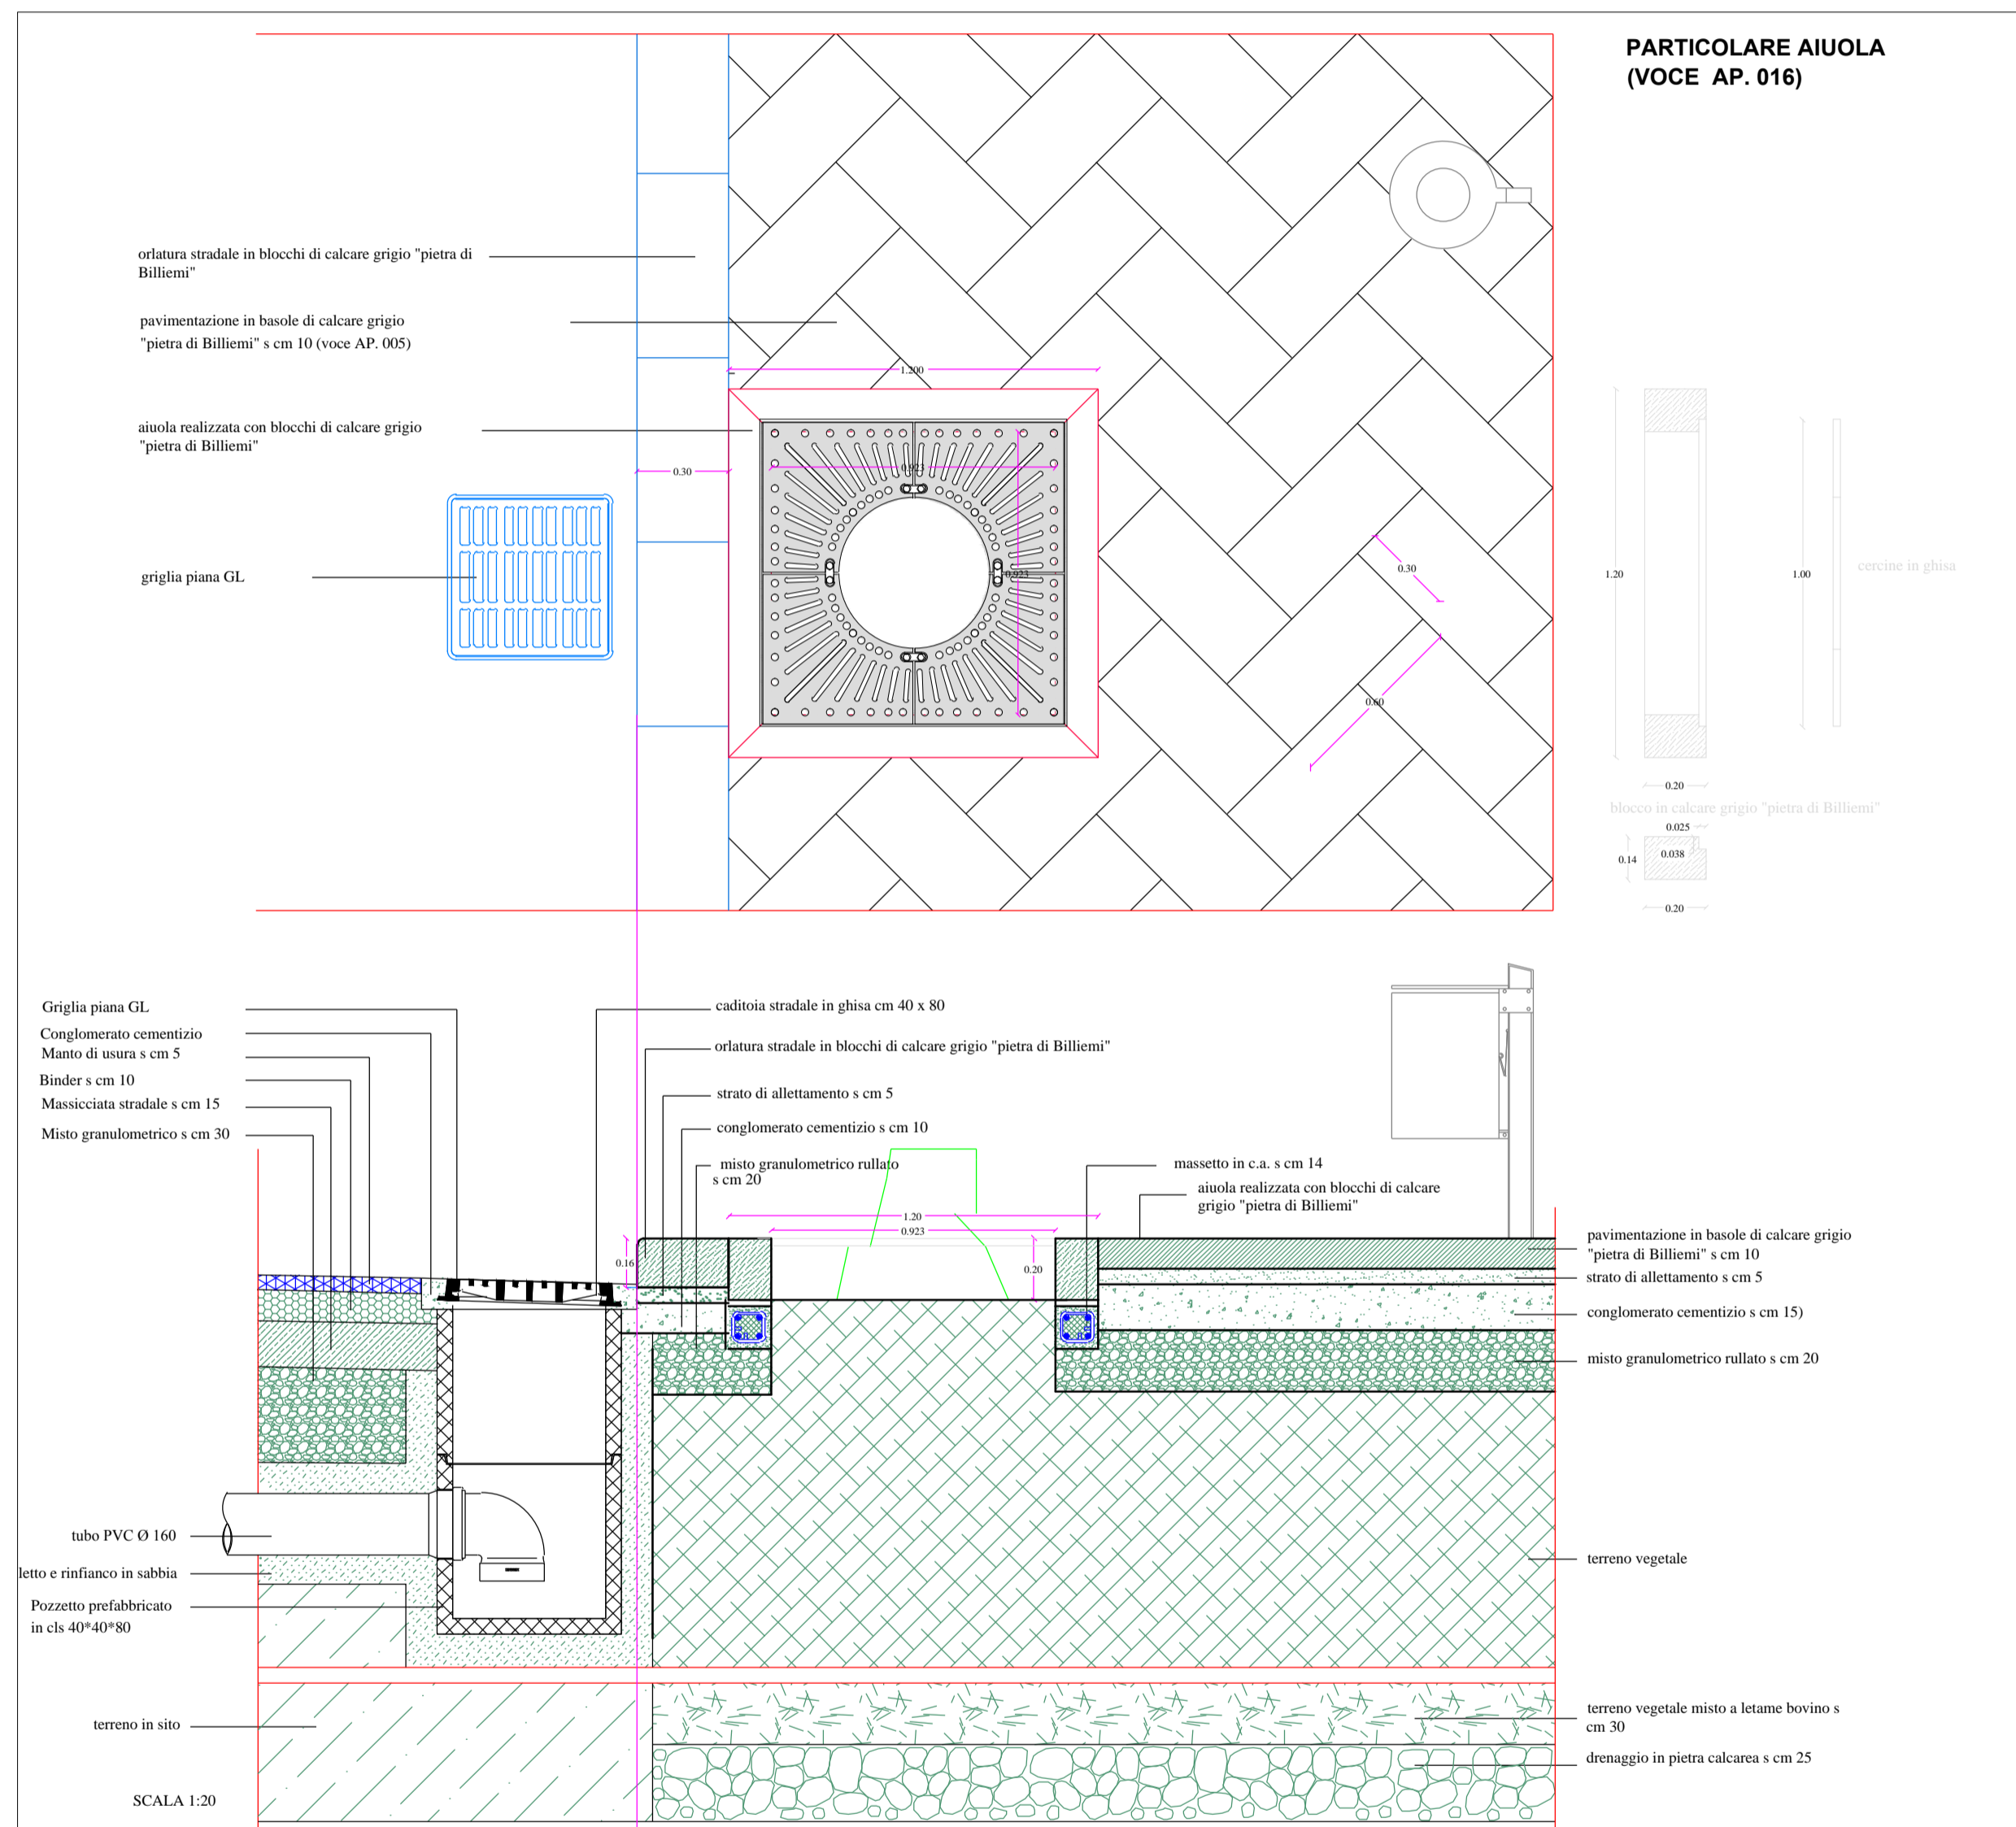 PARTICOLARE AIUOLA
(VOCE AP. 016)
orlatura stradale in blocchi di calcare grigio "pietra di
Billiemi"
pavimentazione in basole di calcare grigio
"pietra di Billiemi" s cm 10 (voce AP. 005)
1.200
aiuola realizzata con blocchi di calcare grigio
"pietra di Billiemi"
0.30
0.923
griglia piana GL
0.923
0.30
0.60
1.20
1.00
cercine in ghisa
0.20
blocco in calcare grigio "pietra di Billiemi"
0.025
0.14
0.038
0.20
Griglia piana GL
Conglomerato cementizio
Manto di usura s cm 5
Binder s cm 10
Massicciata stradale s cm 15
Misto granulometrico s cm 30
caditoia stradale in ghisa cm 40 x 80
orlatura stradale in blocchi di calcare grigio "pietra di Billiemi"
strato di allettamento s cm 5
conglomerato cementizio s cm 10
misto granulometrico rullato
s cm 20
massetto in c.a. s cm 14
aiuola realizzata con blocchi di calcare
grigio "pietra di Billiemi"
1.20
0.923
0.16
0.20
pavimentazione in basole di calcare grigio
"pietra di Billiemi" s cm 10
strato di allettamento s cm 5
conglomerato cementizio s cm 15)
misto granulometrico rullato s cm 20
tubo PVC Ø 160
letto e rinfianco in sabbia
Pozzetto prefabbricato
in cls 40*40*80
terreno vegetale
terreno in sito
terreno vegetale misto a letame bovino s
cm 30
drenaggio in pietra calcarea s cm 25
SCALA 1:20